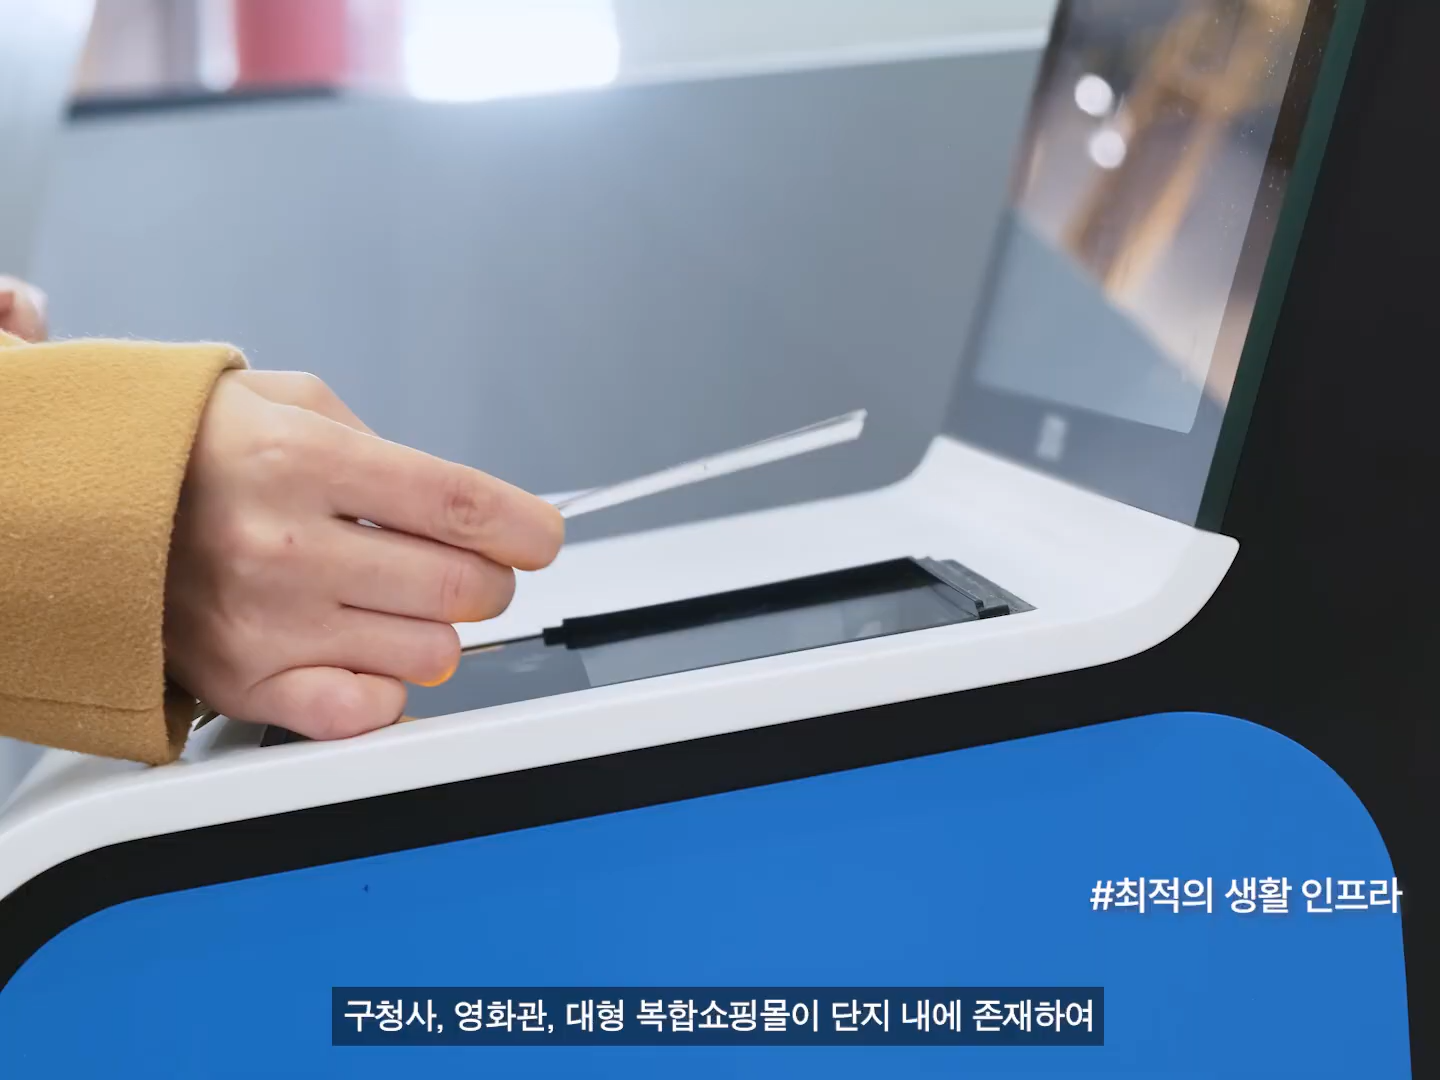 #최적의 생활 인프라
구청사, 영화관, 대형 복합쇼핑몰이 단지 내에 존재하여